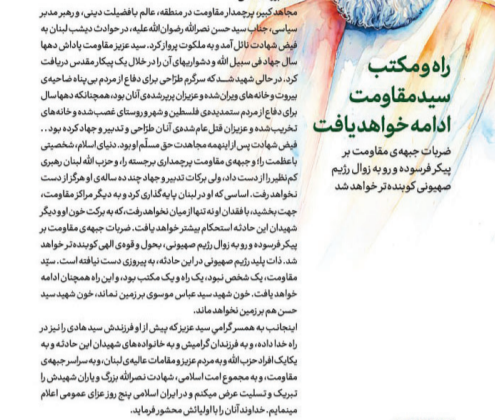 مجاهد کبیر، پرچمدار مقاومت در منطقه، عالم بافضیلت دینی، و رهبر مدبر
سیاسی، جناب سید حسن نصرالله رضوان‌الله‌علیه، در حوادث دیشب لبنان به
فیض شهادت نائل آمد و به ملکوت پرواز کرد. سید عزیز مقاومت پاداش دهها
سال جهاد فی سبیل الله و دشواریهای آن را در خلال یک پیکار مقدس دریافت
کرد. در حالی شهید شد که سرگرم طرّاحی برای دفاع از مردم بی‌پناه ضاحیه‌ی
بیروت و خانه‌های ویران‌شده و عزیزان پرپرشده‌ی آنان بود، همچنانکه دهها سال
برای دفاع از مردم ستمدیده‌ی فلسطین و شهر و روستای غصب‌شده و خانه‌های
تخریب‌شده و عزیزان قتل عام‌شده‌ی آنان طرّاحی و تدبیر و جهاد کرده بود . .
فیض شهادت پس از اینهمه مجاهدت حق مسلّم او بود. دنیای اسلام، شخصیتی
باعظمت را؛ و جبهه‌ی مقاومت پرچمداری برجسته را، و حزب الله لبنان رهبری
کم‌نظیر را از دست داد، ولی برکات تدبیر و جهاد چند ده ساله‌ی او هرگز از دست
نخواهد رفت. اساسی که او در لبنان پایه‌گذاری کرد و به دیگر مراکز مقاومت،
جهت بخشید، با فقدان او نه تنها از میان نخواهد رفت، که به برکت خون او و دیگر
شهیدان این حادثه استحکام بیشتر خواهد یافت. ضربات جبهه‌ی مقاومت بر
پیکر فرسوده و رو به زوال رژیم صهیونی، بحول و قوه‌ی الهی کوبنده‌تر خواهد
شد. ذات پلید رژیم صهیونی در این حادثه، به پیروزی دست نیافته است. سیّد
مقاومت، یک شخص نبود، یک راه و یک مکتب بود، و این راه همچنان ادامه
خواهد یافت. خون شهید سید عباس موسوی بر زمین نماند، خون شهید سید
حسن هم بر زمین نخواهد ماند.
اینجانب به همسر گرامی سید عزیز که پیش از او فرزندش سید هادی را نیز در
راه خدا داده، و به فرزندان گرامیش و به خانواده‌های شهیدان این حادثه و به
یکایک افراد حزب الله و به مردم عزیز و مقامات عالیه‌ی لبنان، و به سراسر جبهه‌ی
مقاومت، و به مجموع امت اسلامی، شهادت نصرالله بزرگ و یاران شهیدش را
تبریک و تسلیت عرض میکنم و در ایران اسلامی پنج روز عزای عمومی اعلام
مینمایم. خداوند آنان را با اولیائش محشور فرماید.
راه و مکتب
سید مقاومت
ادامه خواهد یافت
ضربات جبهه‌ی مقاومت بر
پیکر فرسوده و رو به زوال رژیم
صهیونی کوبنده‌تر خواهد شد